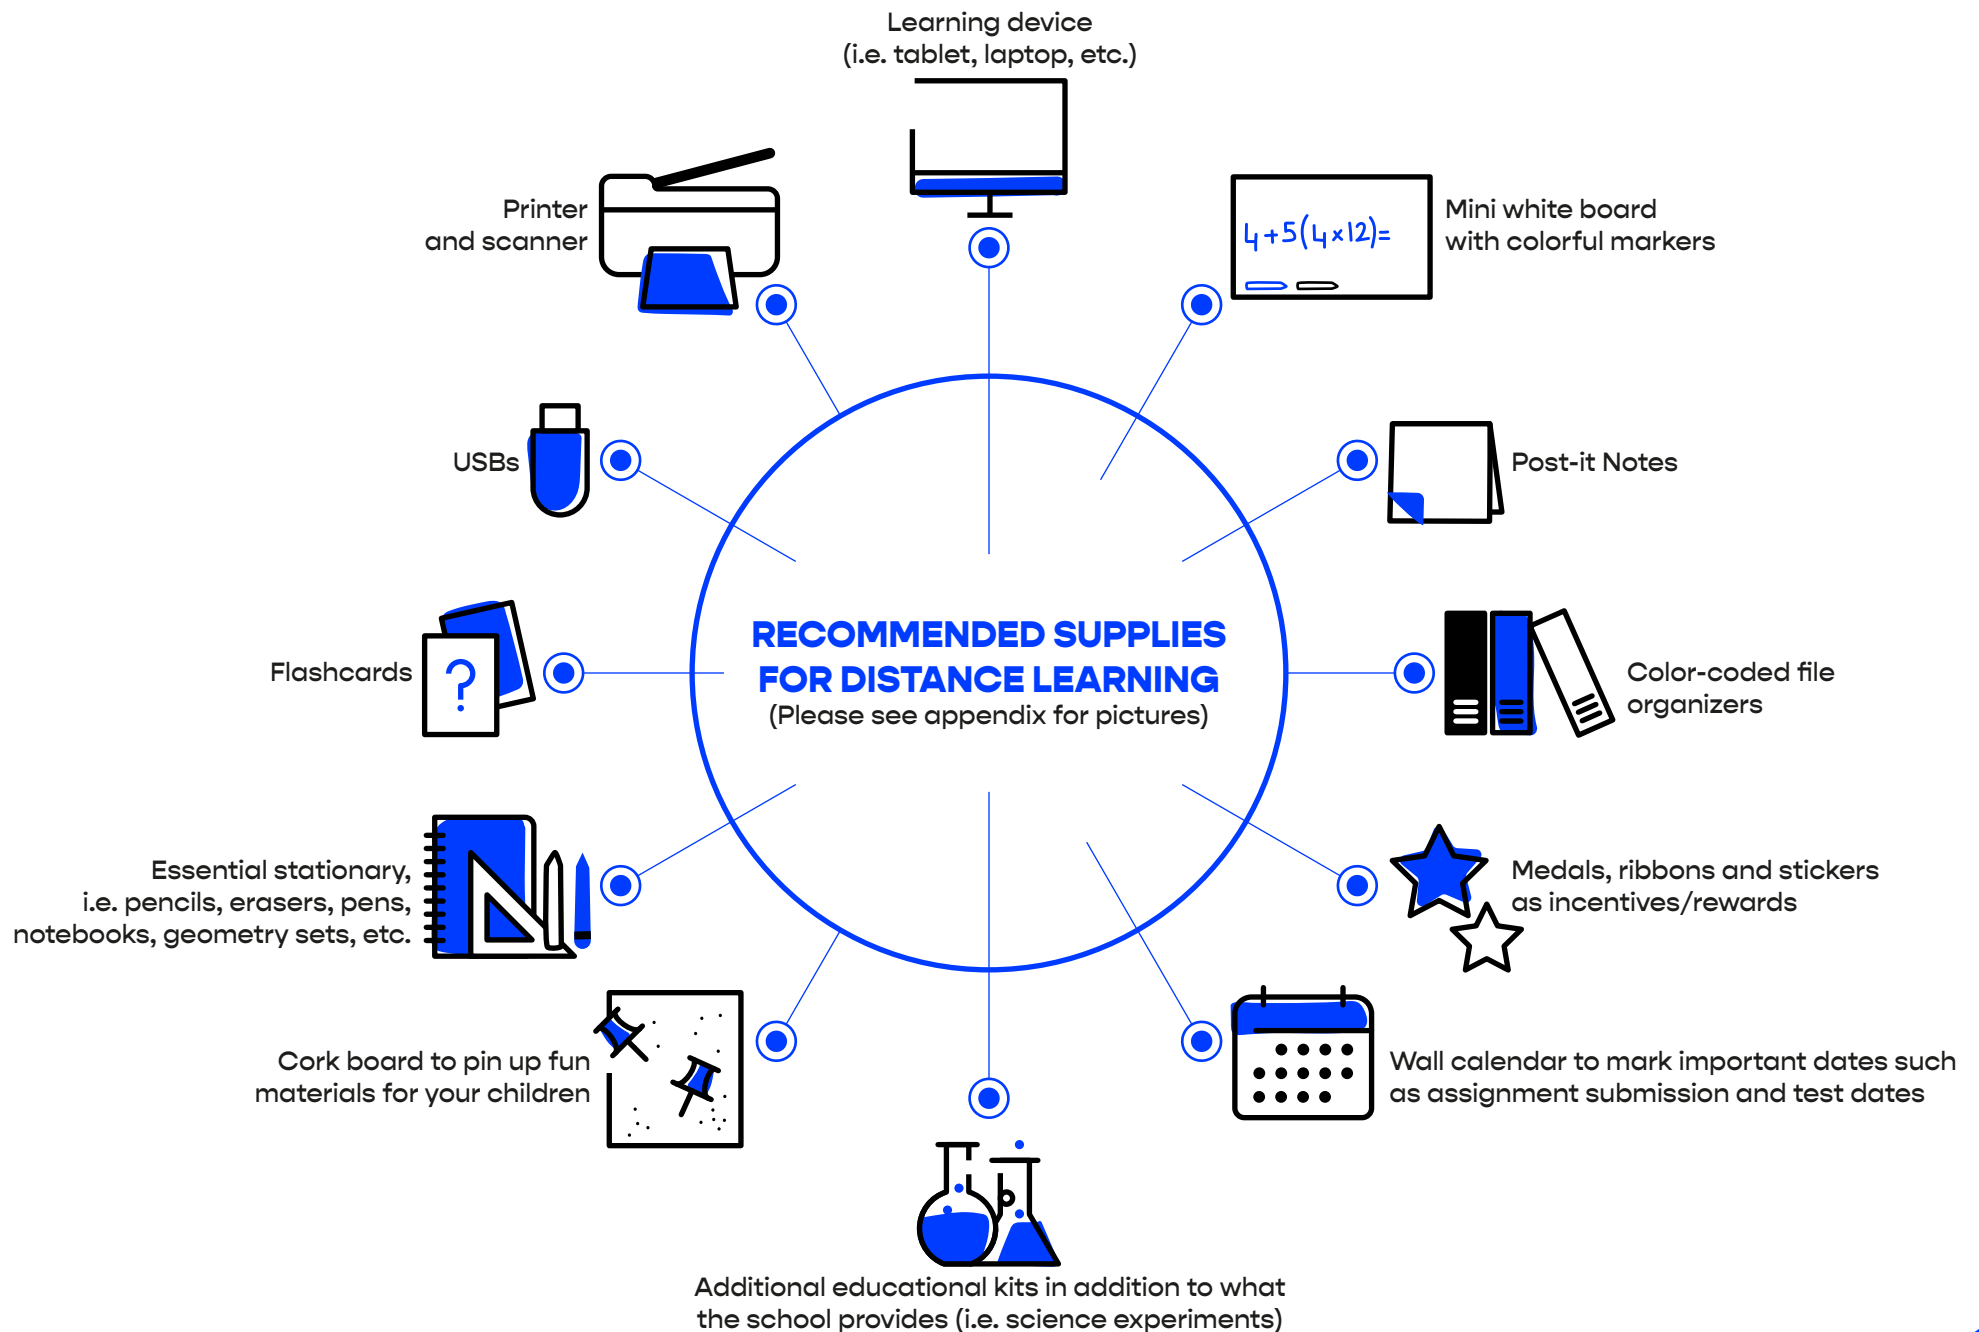 Learning device
(i.e. tablet, laptop, etc.)
Printer
and scanner
4+5(4x12)=
Mini white board
with colorful markers
USBs
Post-it Notes
RECOMMENDED SUPPLIES
FOR DISTANCE LEARNING
(Please see appendix for pictures)
Flashcards
?
Color-coded file
organizers
Essential stationary,
i.e. pencils, erasers, pens,
notebooks, geometry sets, etc.
Medals, ribbons and stickers
as incentives/rewards
Cork board to pin up fun
materials for your children
Wall calendar to mark important dates such
as assignment submission and test dates
Additional educational kits in addition to what
the school provides (i.e. science experiments)